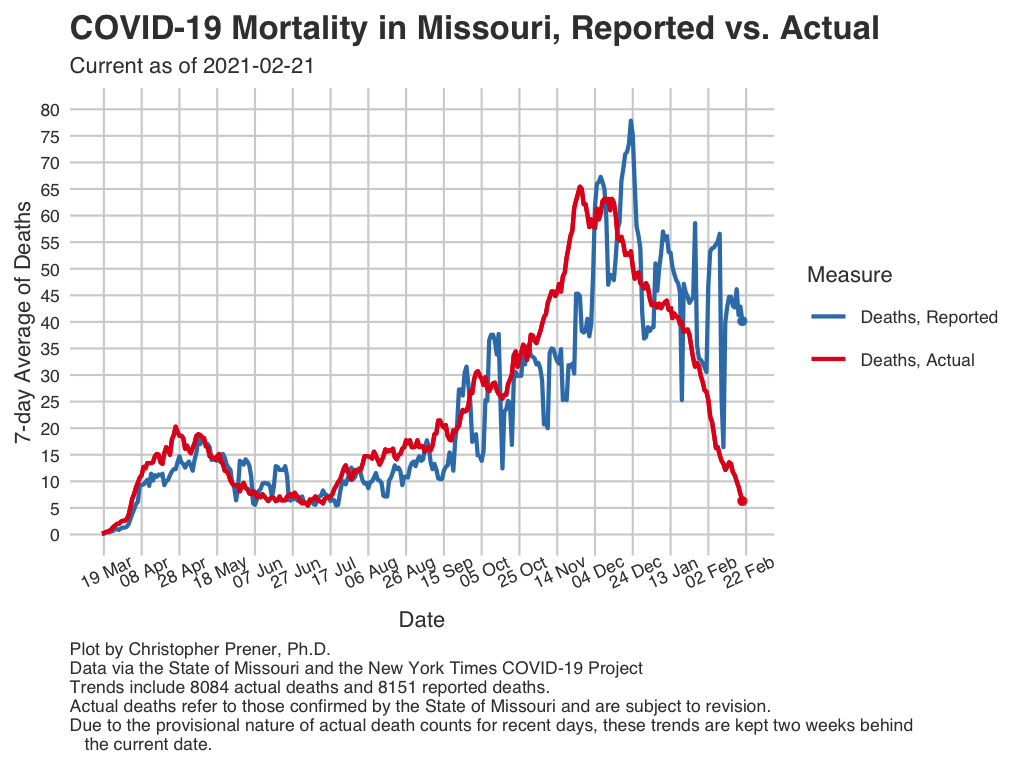 COVID-19 Mortality in Missouri, Reported vs. Actual
Current as of 2021-02-21
7-day Average of Deaths
80
75
70
65
60
55
50
45
40
35
30
25
20
15
10
5
0
19 Mar
08 Apr
28 Apr
18 May
07 Jun
27 Jun
17 Jul
06 Aug
26 Aug
15 Sep
05 Oct
25 Oct
14 Nov
04 Dec
24 Dec
13 Jan
02 Feb
22 Feb
Date
Measure
Deaths, Reported
Deaths, Actual
Plot by Christopher Prener, Ph.D.
Data via the State of Missouri and the New York Times COVID-19 Project
Trends include 8084 actual deaths and 8151 reported deaths.
Actual deaths refer to those confirmed by the State of Missouri and are subject to revision.
Due to the provisional nature of actual death counts for recent days, these trends are kept two weeks behind
the current date.